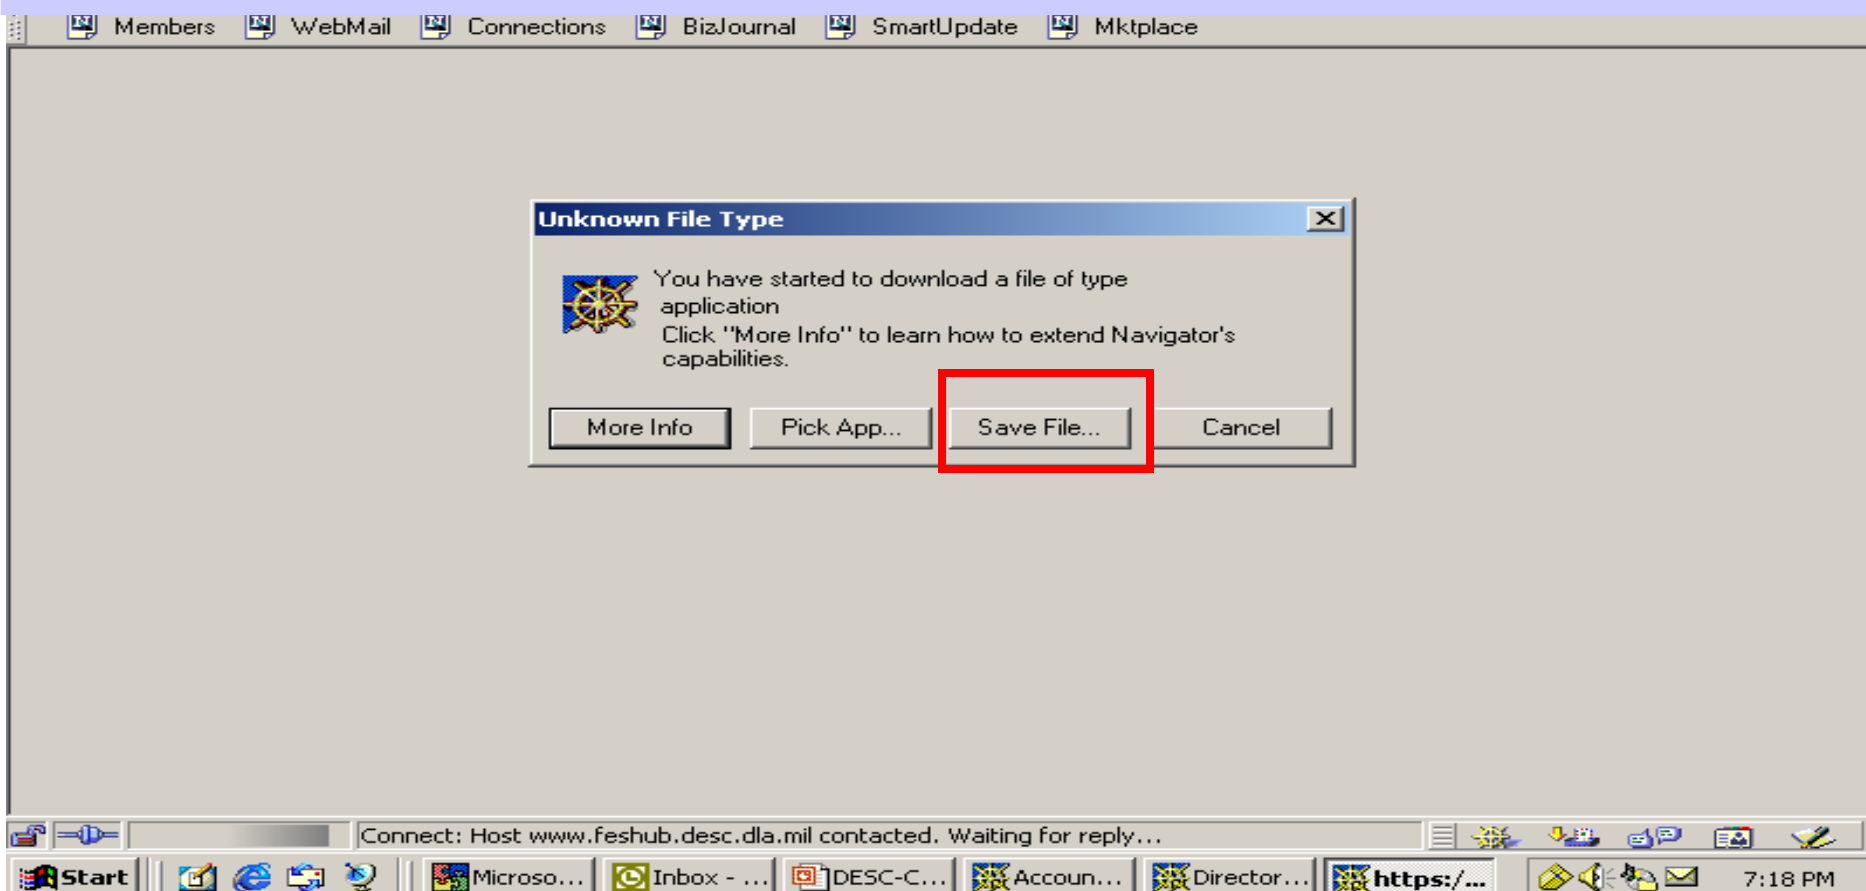 Members WebMail Connections BizJournal SmartUpdate Mktplace
Unknown File Type
You have started to download a file of type
application
Click "More Info" to learn how to extend Navigator's
capabilities.
More Info Pick App... Save File... Cancel
Connect: Host www.feshub.desc.dla.mil contacted. Waiting for reply...
Start Microso... Inbox - ... DESC-C... Accoun... Director... https:/... 7:18 PM